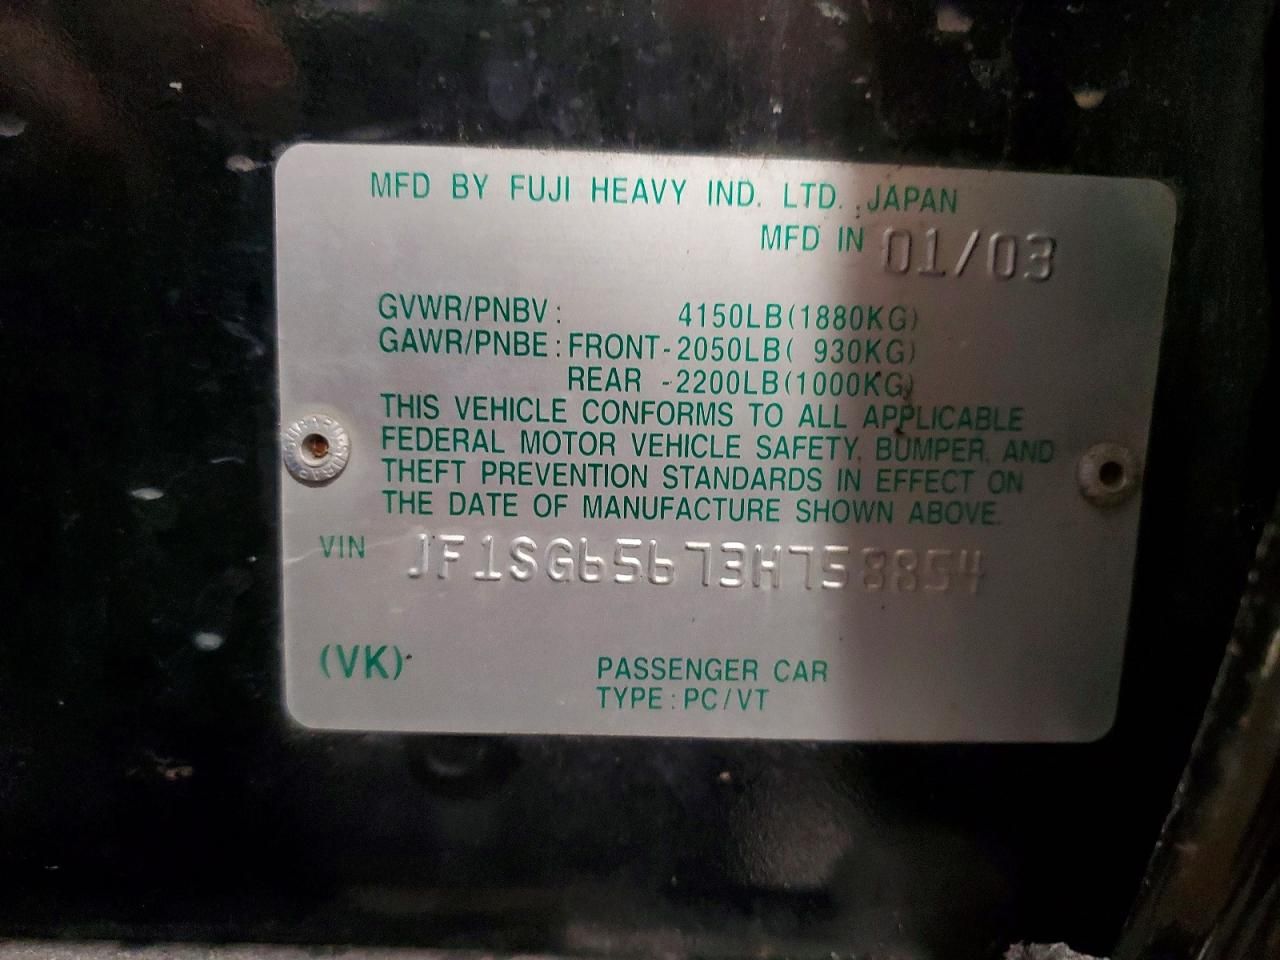 MFD BY FUJI HEAVY IND. LTD. JAPAN
MFD IN 01/03
GVWR/PNBV: 4150LB(1880KG)
GAWR/PNBE: FRONT-2050LB( 930KG)
REAR -2200LB(1000KG)
THIS VEHICLE CONFORMS TO ALL APPLICABLE
FEDERAL MOTOR VEHICLE SAFETY, BUMPER, AND
THEFT PREVENTION STANDARDS IN EFFECT ON
THE DATE OF MANUFACTURE SHOWN ABOVE.
VIN JF1SG65673H758854
(VK)
PASSENGER CAR
TYPE: PC/VT